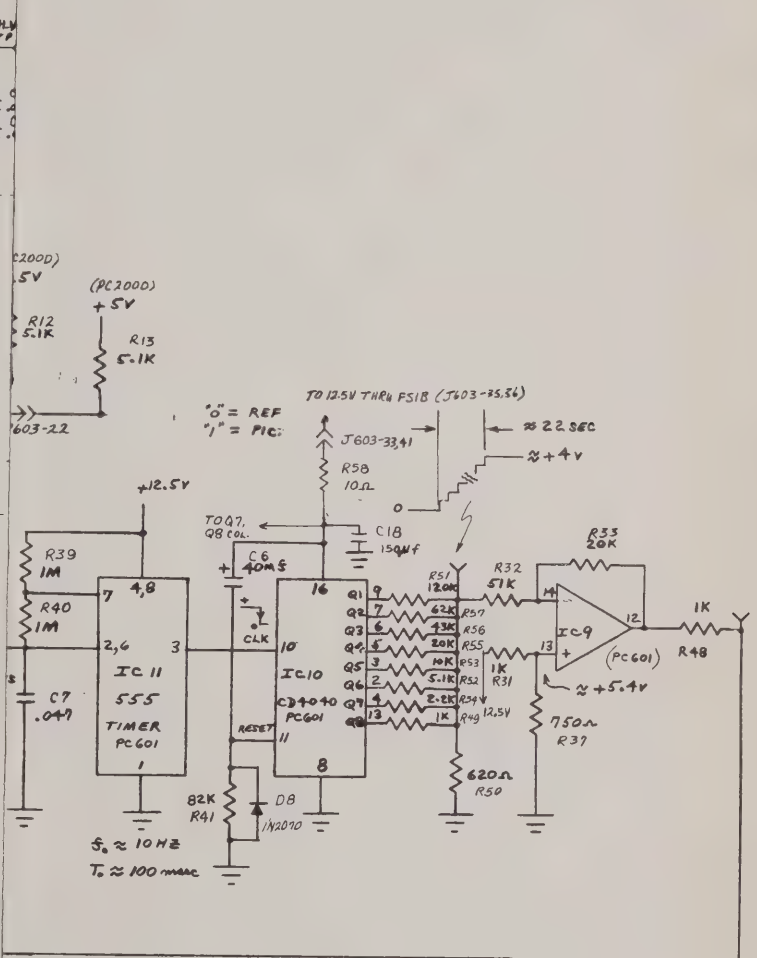 C200D)
.5V
R12
5.1K
603-22
(PC200D)
+5V
R13
5.1K
"0" = REF
"1" = PIC.
TO 12.5V THRU FS1B (J603-35,36)
J603-33,41
R58
10Ω
≈ 22 SEC
≈ +4V
0
TO Q7,
Q8 COL.
C18
150μf
C6
+ 40Mf
+12.5V
R39
1M
R40
1M
7
4,8
2,6
3
IC 11
555
TIMER
PC601
1
C7
.047
f₀ ≈ 10HZ
T₀ ≈ 100 msec
+
CLK
16
10
IC10
CD4040
PC601
RESET
11
8
82K
R41
D8
1N2070
Q1 9
Q2 7
Q3 6
Q4 5
Q5 3
Q6 2
Q7 4
Q8 13
R51
120K
62K R57
43K R56
20K R55
10K R53
5.1K R52
2.2K R54
1K R49
620Ω
R50
R32
51K
R33
20K
14 -
IC9
13 +
12
(PC601)
1K
R31
12.5V
≈ +5.4V
750Ω
R37
1K
R48